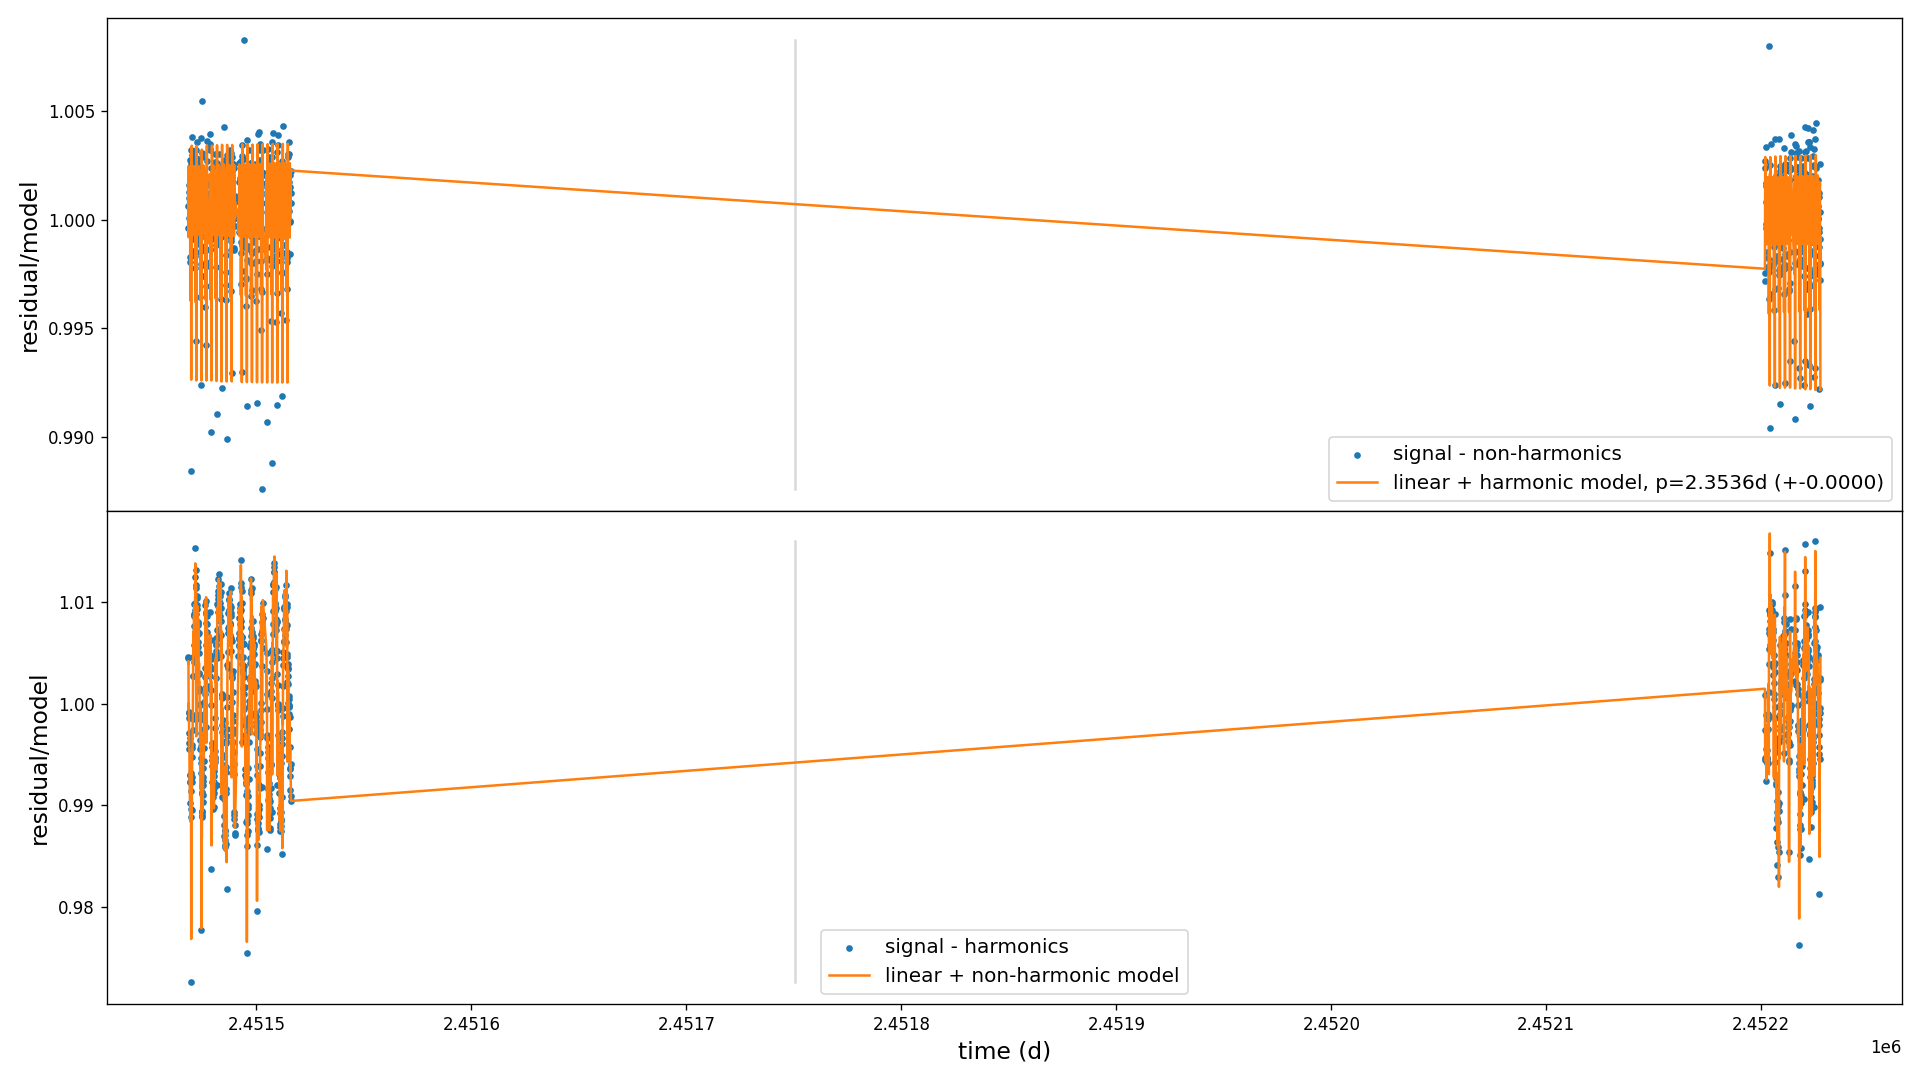 residual/model
1.005
1.000
0.995
0.990
signal - non-harmonics
linear + harmonic model, p=2.3536d (+-0.0000)
residual/model
1.01
1.00
0.99
0.98
signal - harmonics
linear + non-harmonic model
2.4515 2.4516 2.4517 2.4518 2.4519 2.4520 2.4521 2.4522
time (d)
1e6